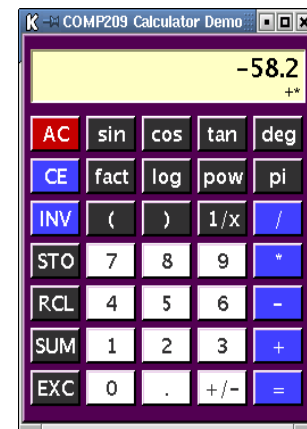 COMP209 Calculator Demo
-58.2
+*
AC sin cos tan deg
CE fact log pow pi
INV ( ) 1/x /
STO 7 8 9 *
RCL 4 5 6 -
SUM 1 2 3 +
EXC 0 . +/- =